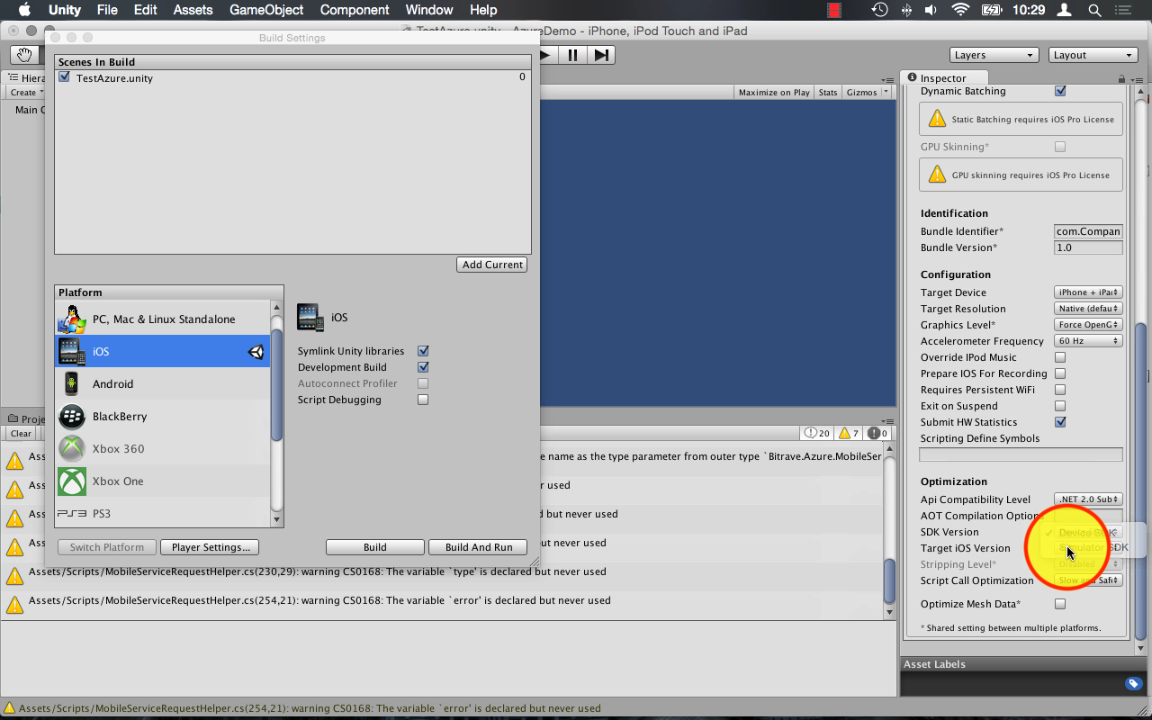 Unity File Edit Assets GameObject Component Window Help 10:29
TestAzure.unity - AzureDemo - iPhone, iPod Touch and iPad
Build Settings
Layers Layout
Hiera
Create
Main C
Maximize on Play Stats Gizmos
Scenes In Build
TestAzure.unity 0
Add Current
Platform
PC, Mac & Linux Standalone
iOS
Android
BlackBerry
Xbox 360
Xbox One
PS3
iOS
Symlink Unity libraries
Development Build
Autoconnect Profiler
Script Debugging
Switch Platform Player Settings... Build Build And Run
Proje
Clear 20 7 0
Ass e name as the type parameter from outer type `Bitrave.Azure.MobileSer
Ass r used
Ass d but never used
Ass d but never used
Assets/Scripts/MobileServiceRequestHelper.cs(230,29): warning CS0168: The variable `type' is declared but never used
Assets/Scripts/MobileServiceRequestHelper.cs(254,21): warning CS0168: The variable `error' is declared but never used
Assets/Scripts/MobileServiceRequestHelper.cs(254,21): warning CS0168: The variable `error' is declared but never used
Inspector
Dynamic Batching
Static Batching requires iOS Pro License
GPU Skinning*
GPU skinning requires iOS Pro License
Identification
Bundle Identifier* com.Compan
Bundle Version* 1.0
Configuration
Target Device iPhone + iPa
Target Resolution Native (defau
Graphics Level* Force OpenG
Accelerometer Frequency 60 Hz
Override IPod Music
Prepare IOS For Recording
Requires Persistent WiFi
Exit on Suspend
Submit HW Statistics
Scripting Define Symbols
Optimization
Api Compatibility Level .NET 2.0 Sub
AOT Compilation Option
SDK Version Device SDK
Target iOS Version Simulator SDK
Stripping Level* Disabled
Script Call Optimization Slow and Safe
Optimize Mesh Data*
* Shared setting between multiple platforms.
Asset Labels